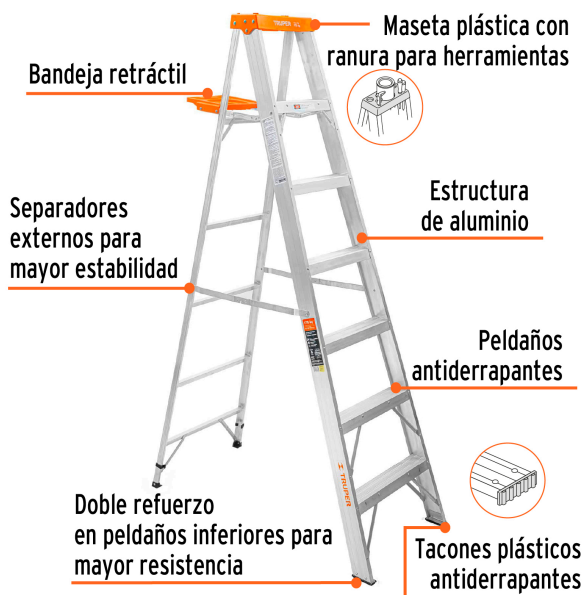 Maseta plástica con
ranura para herramientas
Bandeja retráctil
Estructura
de aluminio
Separadores
externos para
mayor estabilidad
Peldaños
antiderrapantes
Doble refuerzo
en peldaños inferiores para
mayor resistencia
Tacones plásticos
antiderrapantes
TRUPER
TRUPER